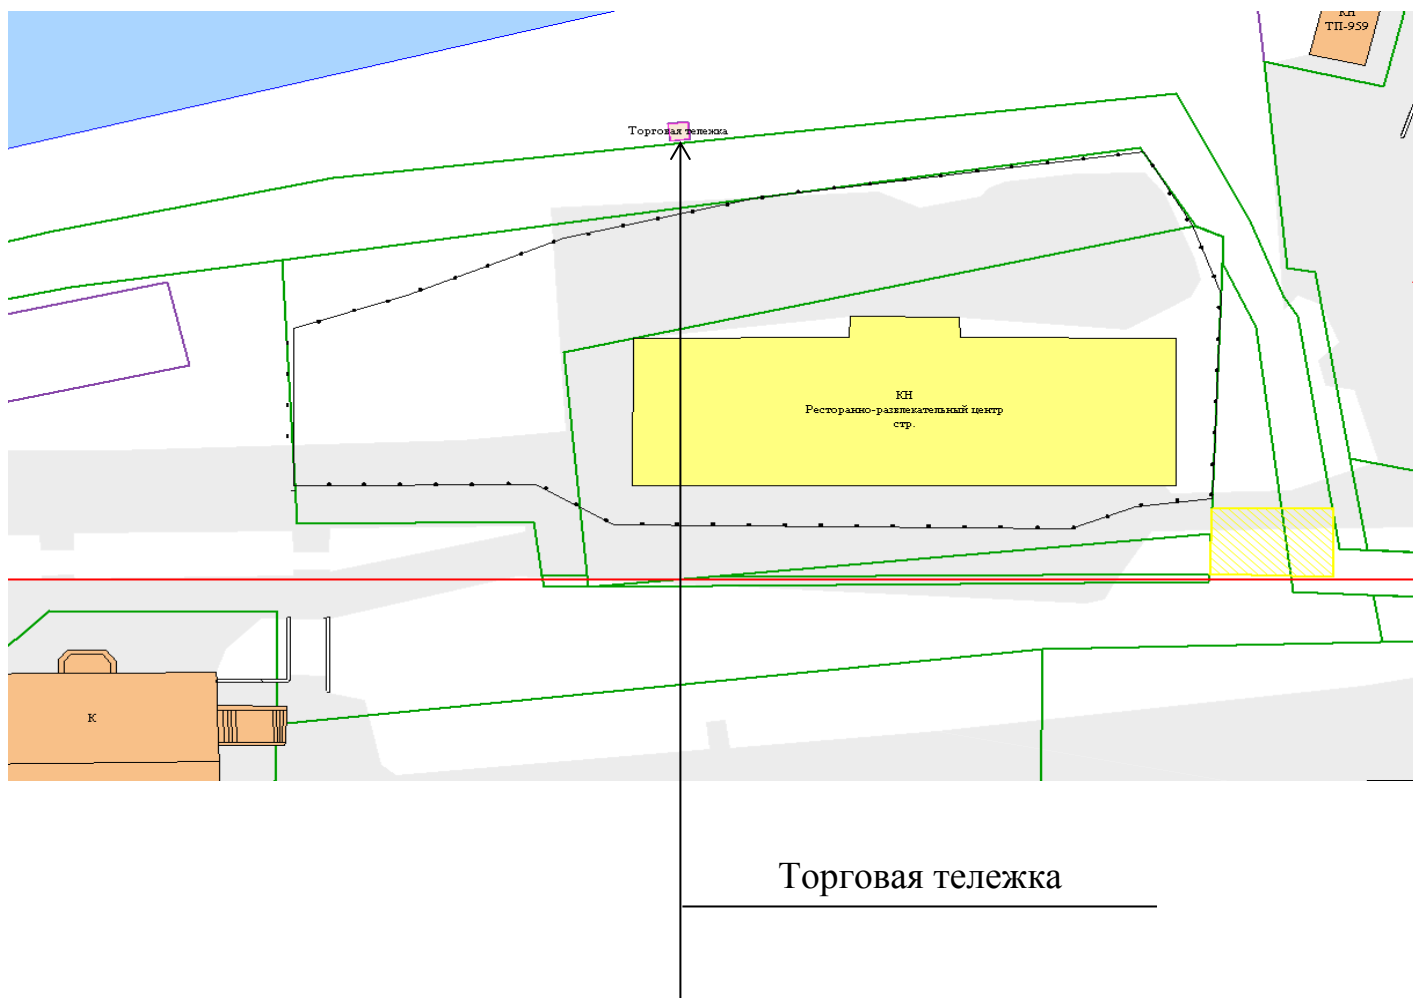 КН
ТП-959
Торговая тележка
КН
Ресторанно-развлекательный центр
стр.
К
Торговая тележка